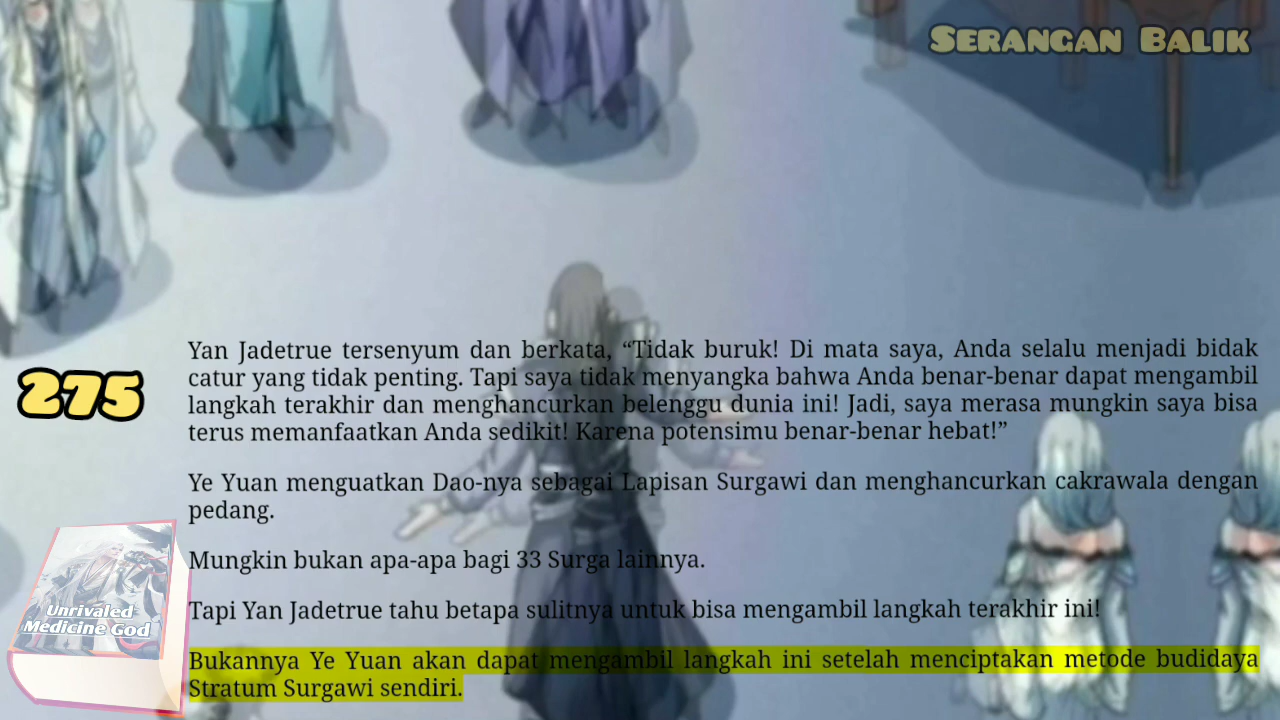 Serangan Balik
Yan Jadetrue tersenyum dan berkata, “Tidak buruk! Di mata saya, Anda selalu menjadi bidak
catur yang tidak penting. Tapi saya tidak menyangka bahwa Anda benar-benar dapat mengambil
langkah terakhir dan menghancurkan belenggu dunia ini! Jadi, saya merasa mungkin saya bisa
terus memanfaatkan Anda sedikit! Karena potensimu benar-benar hebat!”
275
Ye Yuan menguatkan Dao-nya sebagai Lapisan Surgawi dan menghancurkan cakrawala dengan
pedang.
Mungkin bukan apa-apa bagi 33 Surga lainnya.
Tapi Yan Jadetrue tahu betapa sulitnya untuk bisa mengambil langkah terakhir ini!
Bukannya Ye Yuan akan dapat mengambil langkah ini setelah menciptakan metode budidaya
Stratum Surgawi sendiri.
Unrivaled
Medicine God